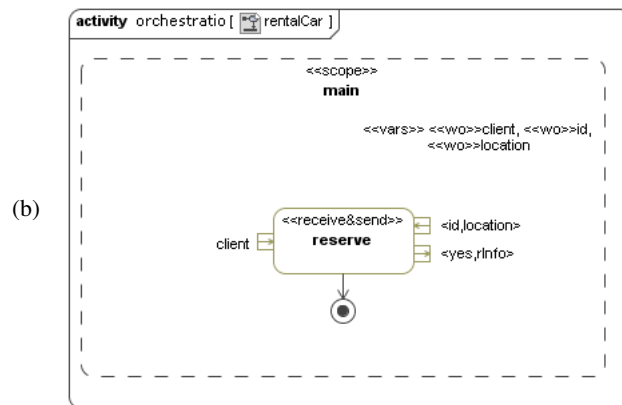 activity orchestratio [ rentalCar ]
<<scope>>
main
<<vars>> <<wo>>client, <<wo>>id,
<<wo>>location
(b)
<<receive&send>>
reserve
client
<id,location>
<yes,rInfo>